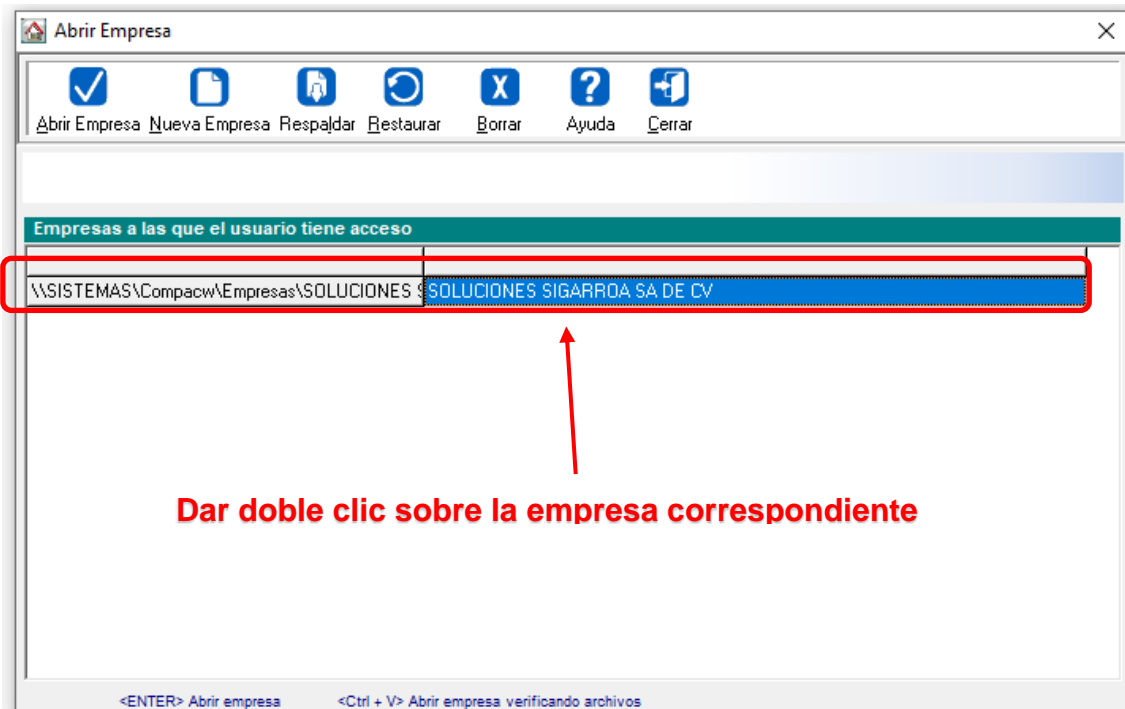 Abrir Empresa
Abrir Empresa Nueva Empresa Respaldar Restaurar Borrar Ayuda Cerrar
Empresas a las que el usuario tiene acceso
\\SISTEMAS\Compacw\Empresas\SOLUCIONES SOLUCIONES SIGARROA SA DE CV
Dar doble clic sobre la empresa correspondiente
<ENTER> Abrir empresa <Ctrl + V> Abrir empresa verificando archivos